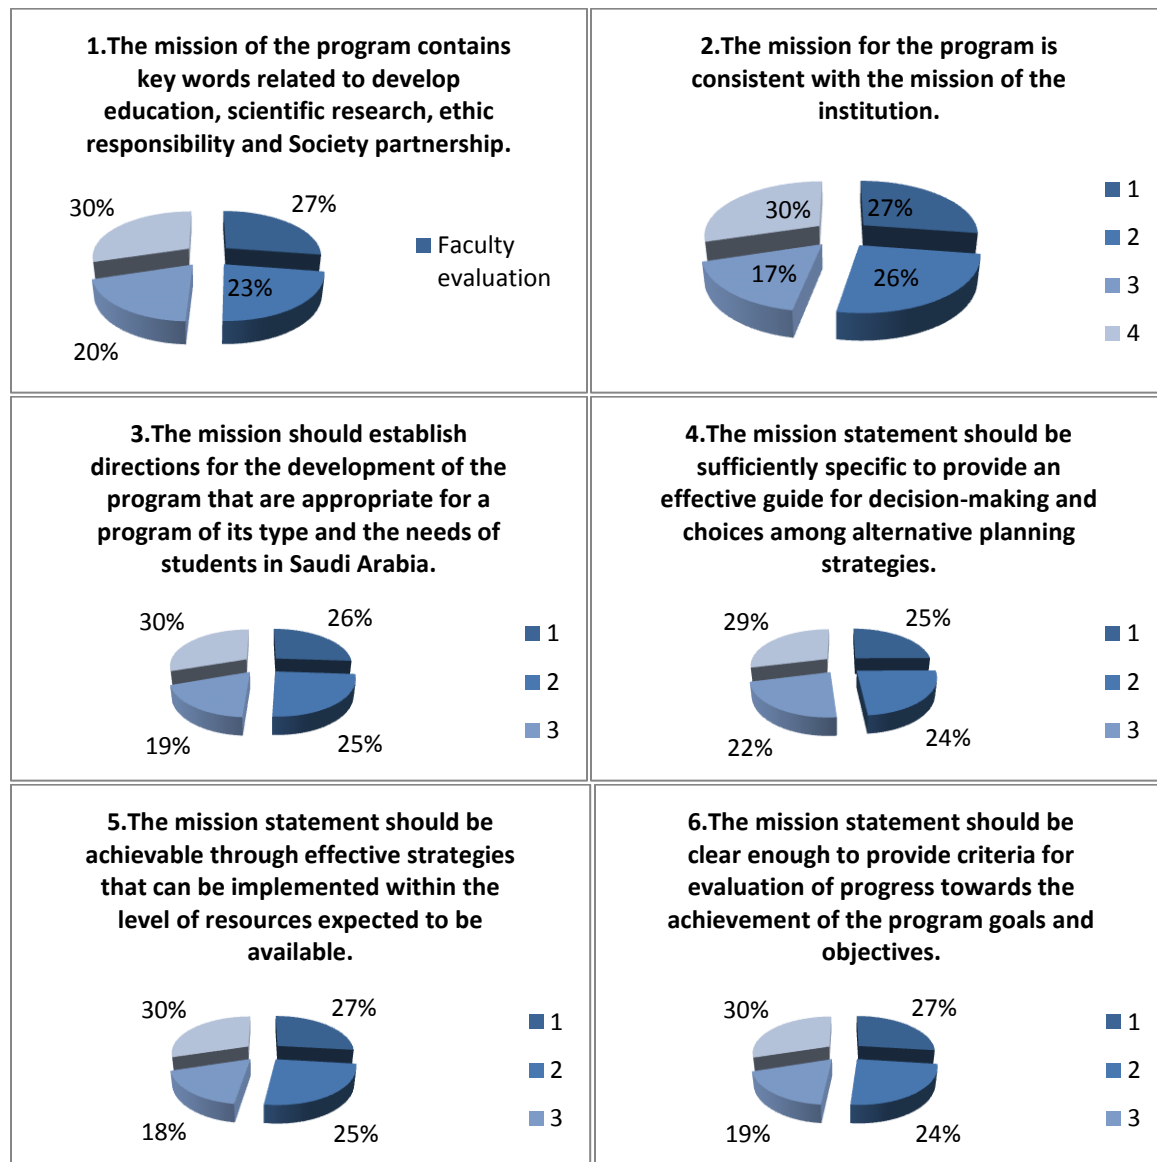 1.The mission of the program contains
key words related to develop
education, scientific research, ethic
responsibility and Society partnership.
30%
27%
23%
20%
Faculty
evaluation
2.The mission for the program is
consistent with the mission of the
institution.
30%
27%
17%
26%
1
2
3
4
3.The mission should establish
directions for the development of the
program that are appropriate for a
program of its type and the needs of
students in Saudi Arabia.
30%
26%
19%
25%
1
2
3
4.The mission statement should be
sufficiently specific to provide an
effective guide for decision-making and
choices among alternative planning
strategies.
29%
25%
22%
24%
1
2
3
5.The mission statement should be
achievable through effective strategies
that can be implemented within the
level of resources expected to be
available.
30%
27%
18%
25%
1
2
3
6.The mission statement should be
clear enough to provide criteria for
evaluation of progress towards the
achievement of the program goals and
objectives.
30%
27%
19%
24%
1
2
3